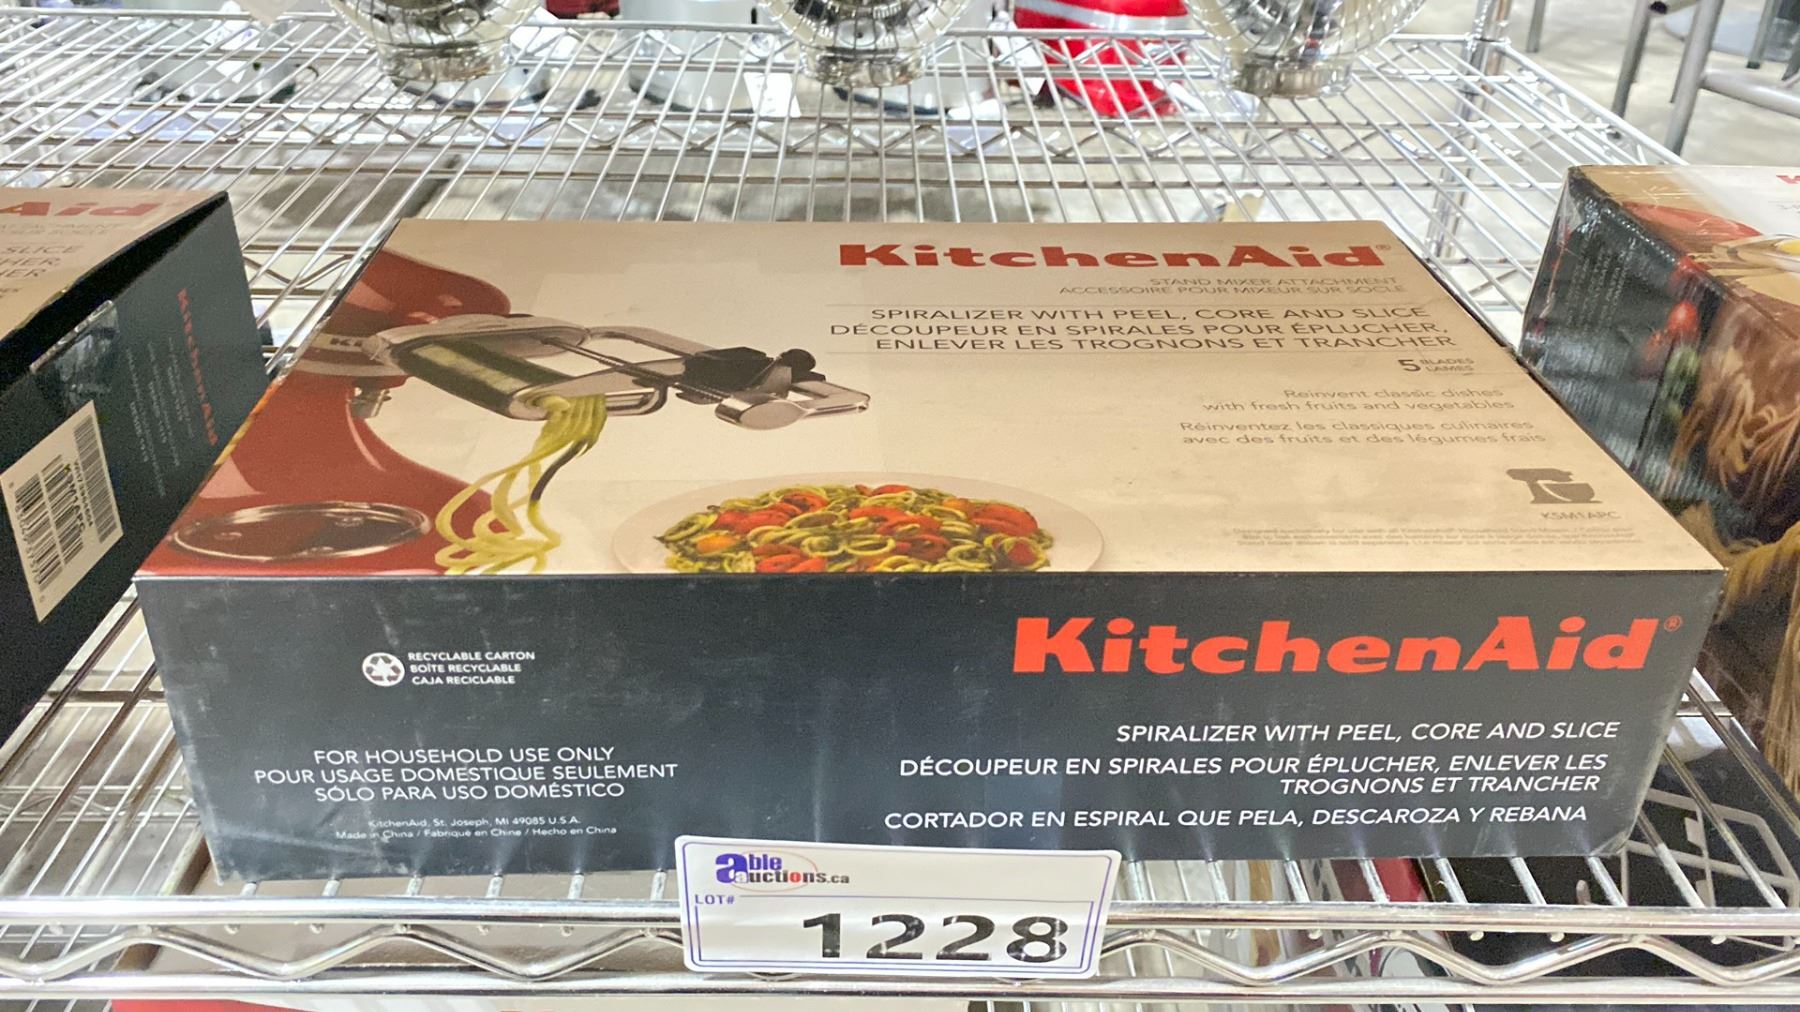 KitchenAid®
STAND MIXER ATTACHMENT
ACCESSOIRE POUR MIXEUR SUR SOCLE
SPIRALIZER WITH PEEL, CORE AND SLICE
DÉCOUPEUR EN SPIRALES POUR ÉPLUCHER,
ENLEVER LES TROGNONS ET TRANCHER
5 BLADES
LAMES
Reinvent classic dishes
with fresh fruits and vegetables
Réinventez les classiques culinaires
avec des fruits et des légumes frais
KSM1APC
KitchenAid®
RECYCLABLE CARTON
BOÎTE RECYCLABLE
CAJA RECICLABLE
FOR HOUSEHOLD USE ONLY
POUR USAGE DOMESTIQUE SEULEMENT
SÓLO PARA USO DOMÉSTICO
KitchenAid, St. Joseph, MI 49085 U.S.A.
Made in China / Fabriqué en Chine / Hecho en China
SPIRALIZER WITH PEEL, CORE AND SLICE
DÉCOUPEUR EN SPIRALES POUR ÉPLUCHER, ENLEVER LES
TROGNONS ET TRANCHER
CORTADOR EN ESPIRAL QUE PELA, DESCAROZA Y REBANA
able
auctions.ca
LOT#
1228
Aid
SLICE
HER
HER
KitchenAid